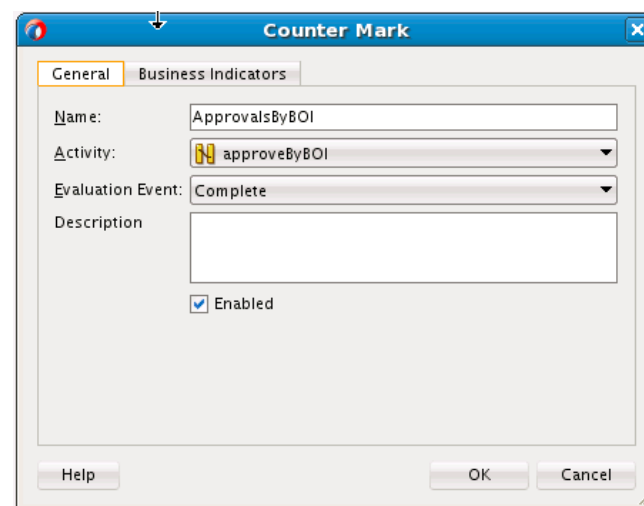 Counter Mark
General Business Indicators
Name: ApprovalsByBOI
Activity: approveByBOI
Evaluation Event: Complete
Description
Enabled
Help OK Cancel